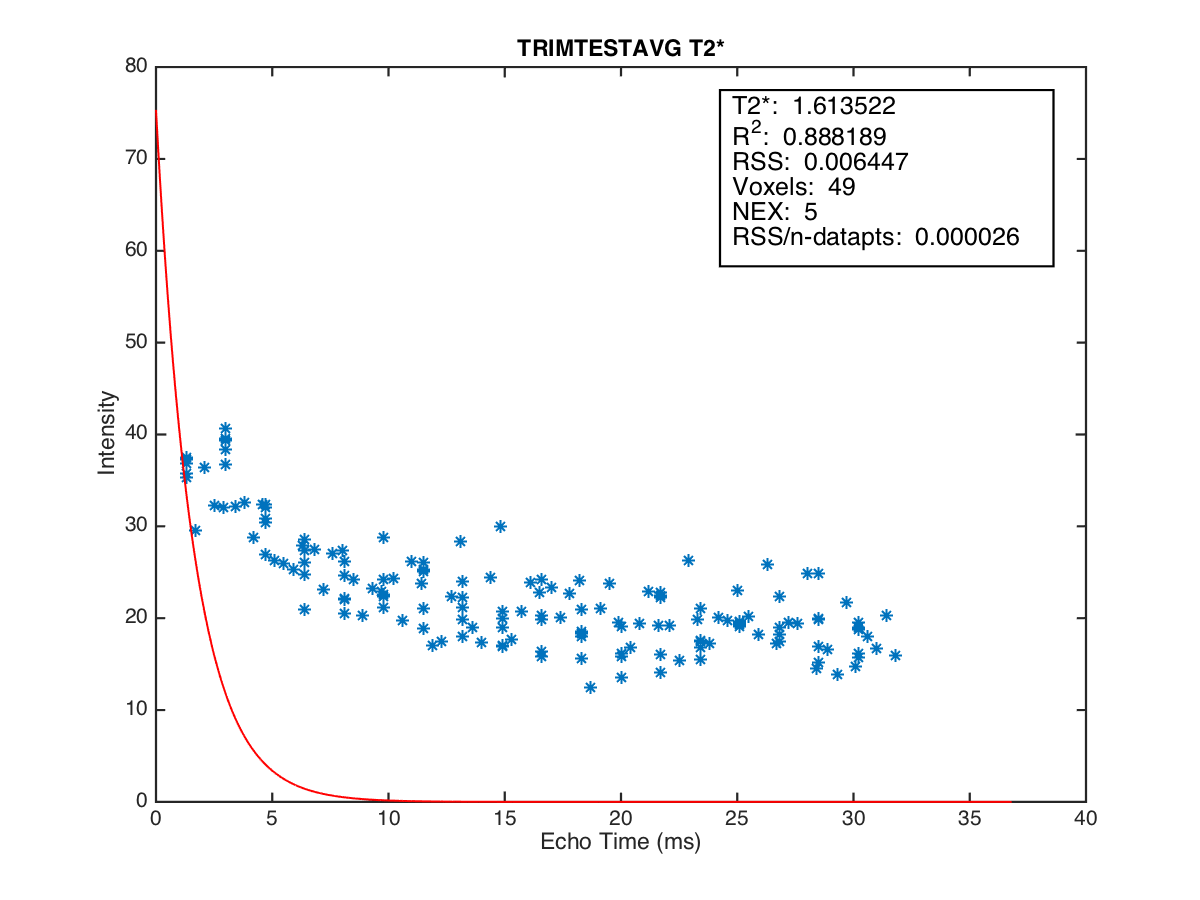 TRIMTESTAVG T2*
80
70
60
50
40
30
20
10
0
Intensity
T2*: 1.613522
R²: 0.888189
RSS: 0.006447
Voxels: 49
NEX: 5
RSS/n-datapts: 0.000026
0 5 10 15 20 25 30 35 40
Echo Time (ms)